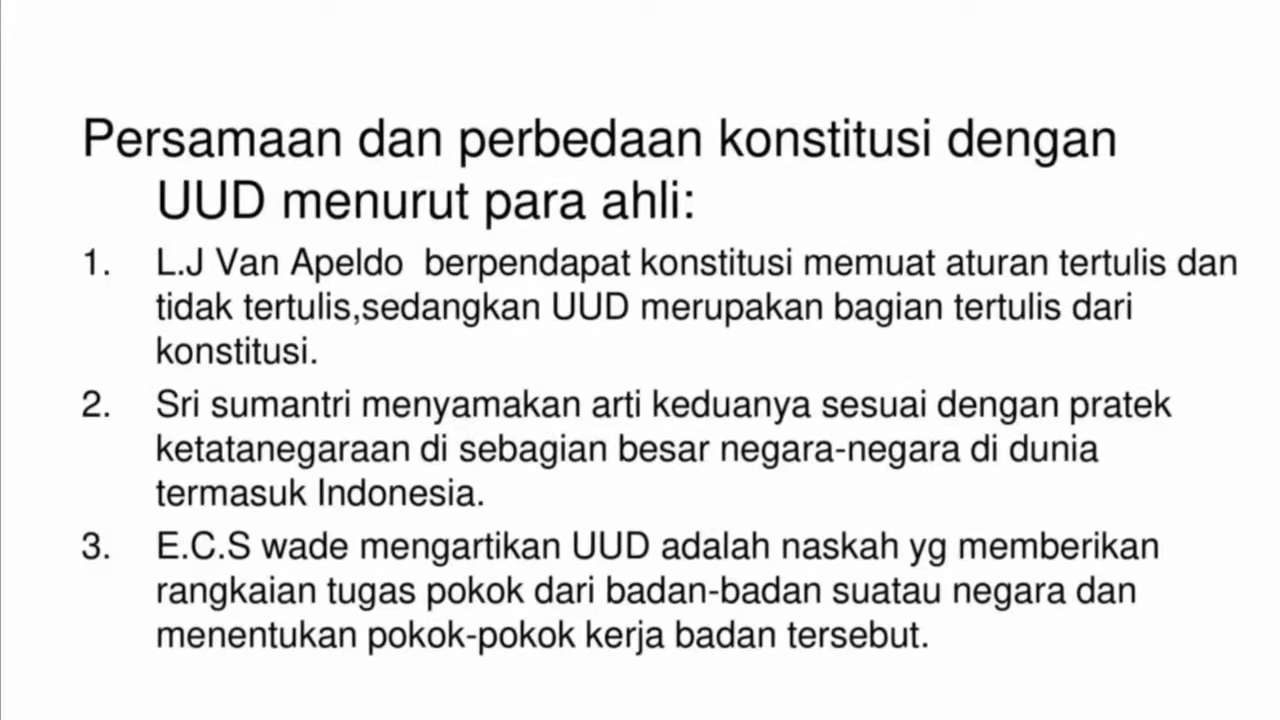 Persamaan dan perbedaan konstitusi dengan
UUD menurut para ahli:
1. L.J Van Apeldo berpendapat konstitusi memuat aturan tertulis dan
tidak tertulis,sedangkan UUD merupakan bagian tertulis dari
konstitusi.
2. Sri sumantri menyamakan arti keduanya sesuai dengan pratek
ketatanegaraan di sebagian besar negara-negara di dunia
termasuk Indonesia.
3. E.C.S wade mengartikan UUD adalah naskah yg memberikan
rangkaian tugas pokok dari badan-badan suatau negara dan
menentukan pokok-pokok kerja badan tersebut.